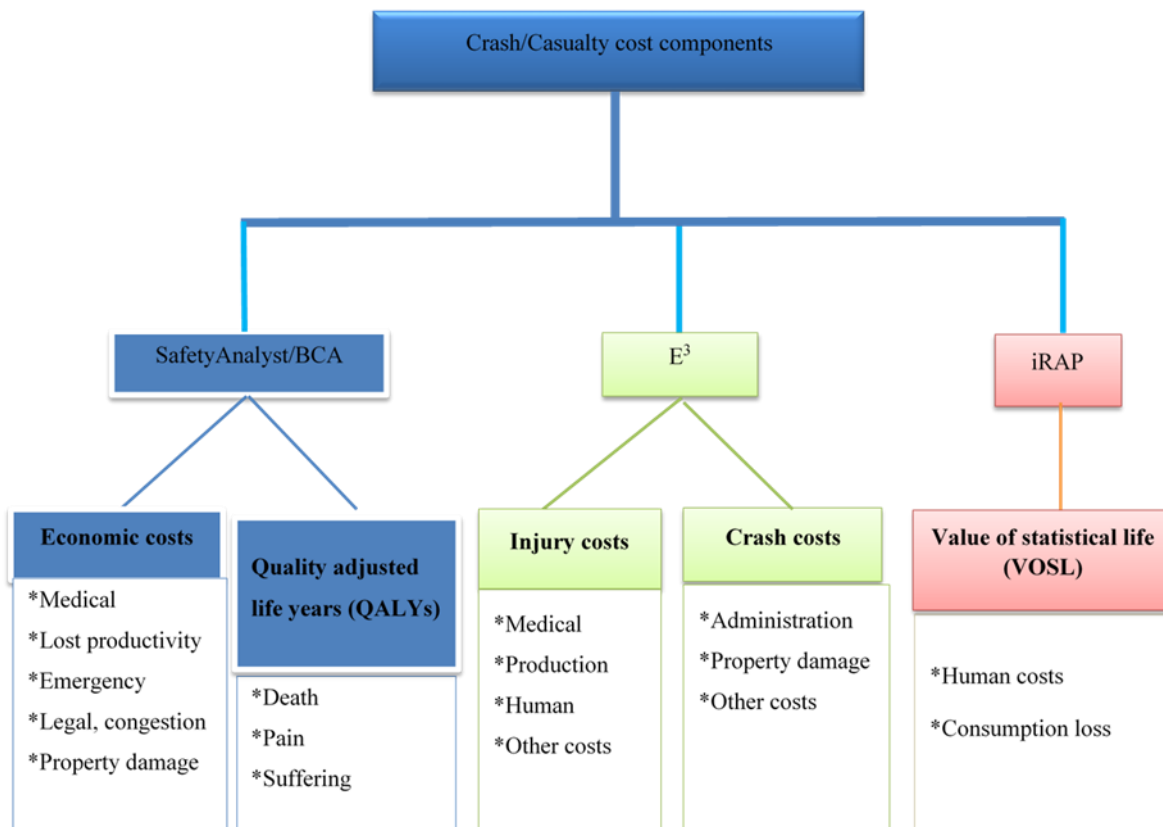 Crash/Casualty cost components
SafetyAnalyst/BCA
E³
iRAP
Economic costs
*Medical
*Lost productivity
*Emergency
*Legal, congestion
*Property damage
Quality adjusted
life years (QALYs)
*Death
*Pain
*Suffering
Injury costs
*Medical
*Production
*Human
*Other costs
Crash costs
*Administration
*Property damage
*Other costs
Value of statistical life
(VOSL)
*Human costs
*Consumption loss